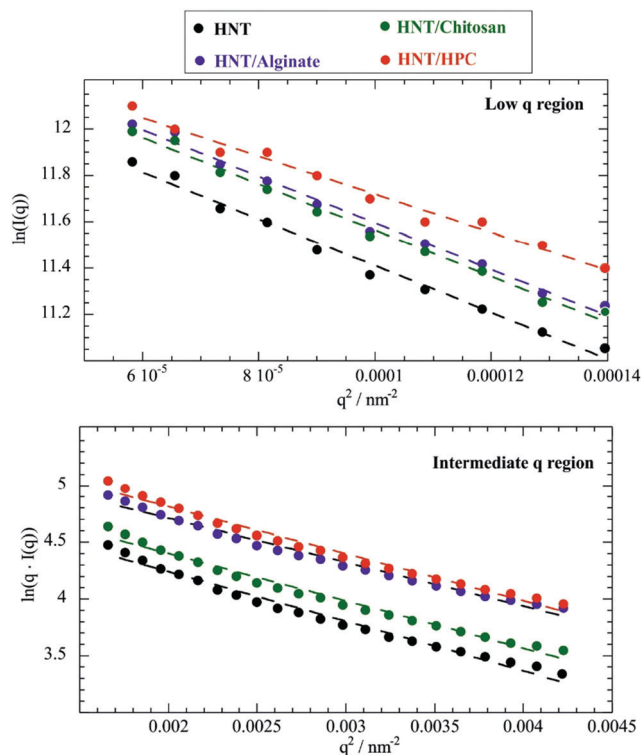 HNT
HNT/Chitosan
HNT/Alginate
HNT/HPC
Low q region
12
11.8
11.6
11.4
11.2
ln(I(q))
6 10-5
8 10-5
0.0001
0.00012
0.00014
q2 / nm-2
Intermediate q region
5
4.5
4
3.5
ln(q · I(q))
0.002
0.0025
0.003
0.0035
0.004
0.0045
q2 / nm-2